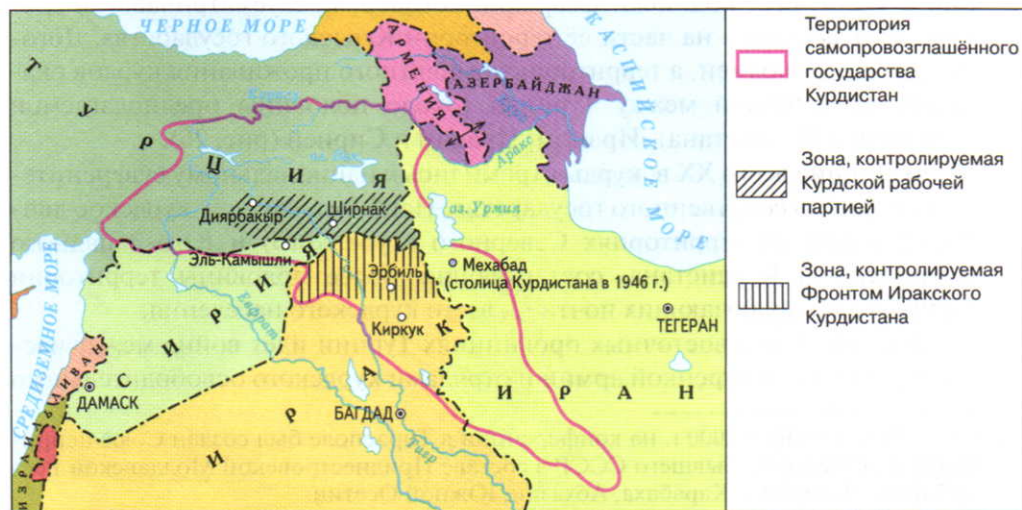 ЧЕРНОЕ МОРЕ
КАСПИЙСКОЕ МОРЕ
АРМЕНИЯ
АЗЕРБАЙДЖАН
ТУРЦИЯ
оз. Ван
Аракс
оз. Урмия
Диярбакыр
Ширнак
Эль-Камышли
Эрбиль
Мехабад
(столица Курдистана в 1946 г.)
Киркук
ТЕГЕРАН
Евфрат
СИРИЯ
СРЕДИЗЕМНОЕ МОРЕ
ЛИВАН
ДАМАСК
ИЗРАИЛЬ
ИРАК
БАГДАД
Тигр
ИРАН
Территория
самопровозглашённого
государства
Курдистан
Зона, контролируемая
Курдской рабочей
партией
Зона, контролируемая
Фронтом Иракского
Курдистана